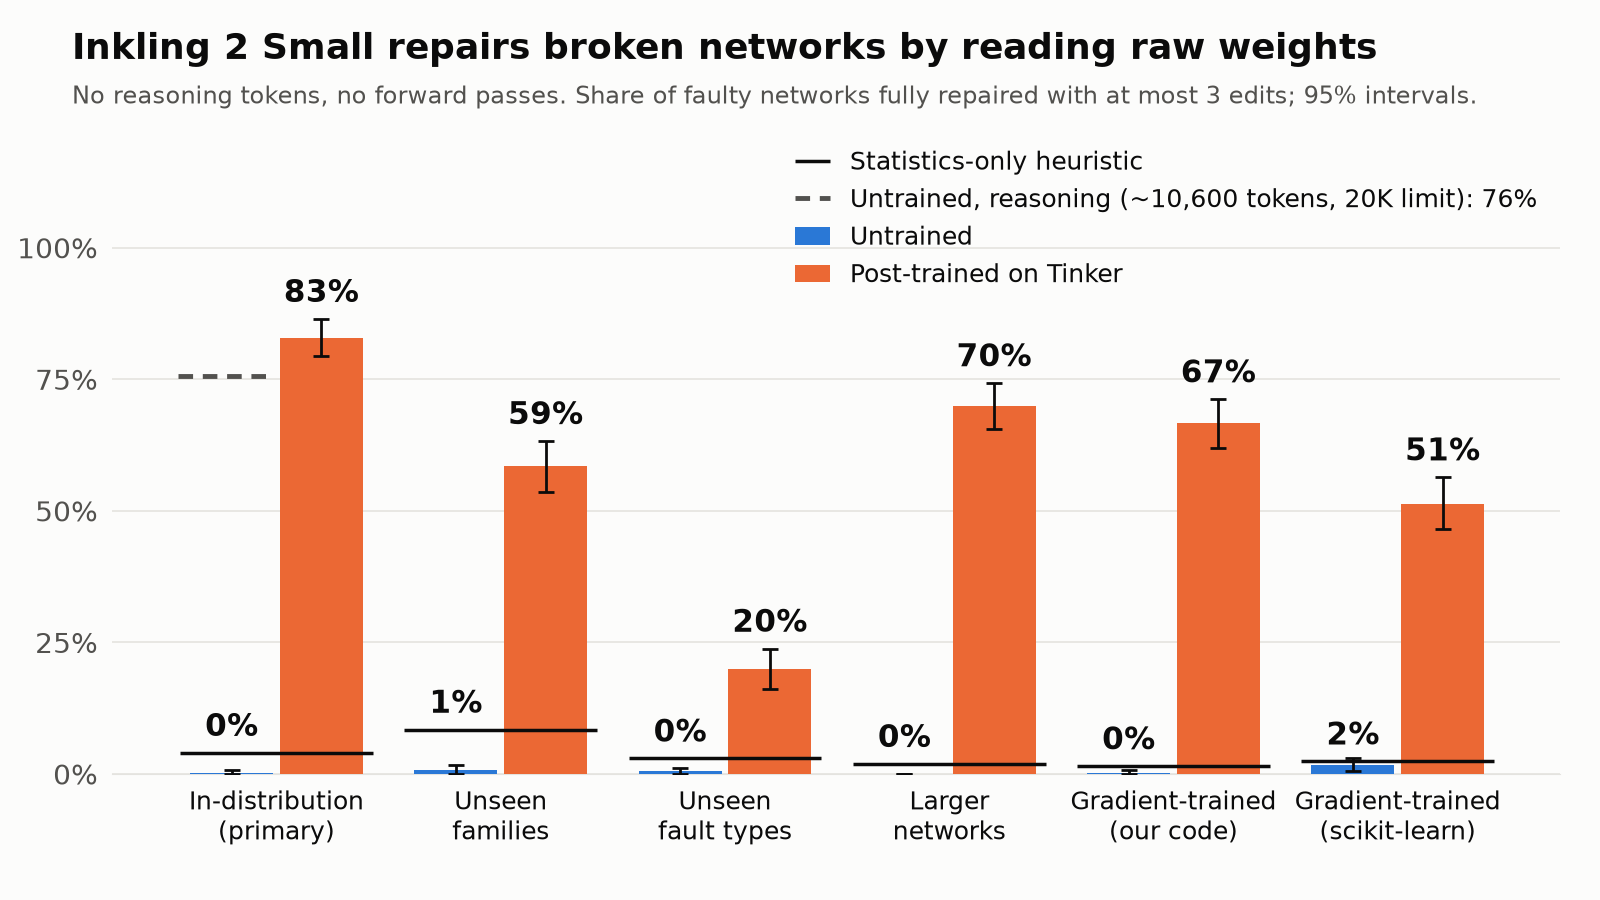 Inkling 2 Small repairs broken networks by reading raw weights
No reasoning tokens, no forward passes. Share of faulty networks fully repaired with at most 3 edits; 95% intervals.
Statistics-only heuristic
Untrained, reasoning (~10,600 tokens, 20K limit): 76%
Untrained
Post-trained on Tinker
100%
75%
50%
25%
0%
0%
83%
1%
59%
0%
20%
0%
70%
0%
67%
2%
51%
In-distribution
(primary)
Unseen
families
Unseen
fault types
Larger
networks
Gradient-trained
(our code)
Gradient-trained
(scikit-learn)